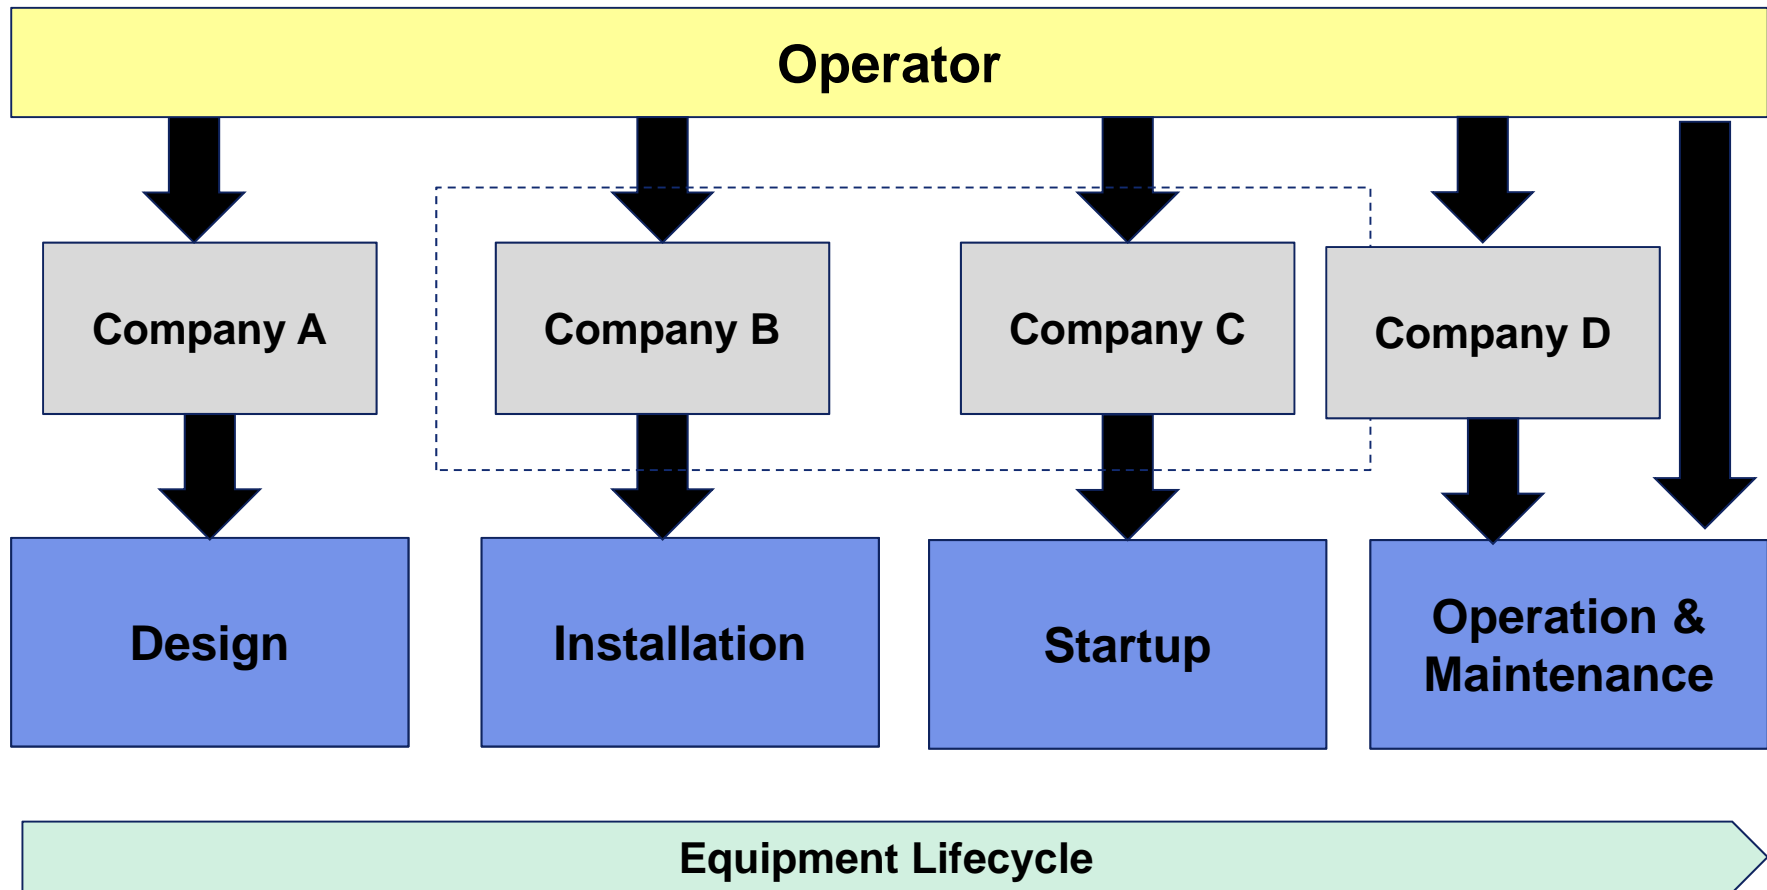 Operator
Company A
Company B
Company C
Company D
Design
Installation
Startup
Operation &
Maintenance
Equipment Lifecycle